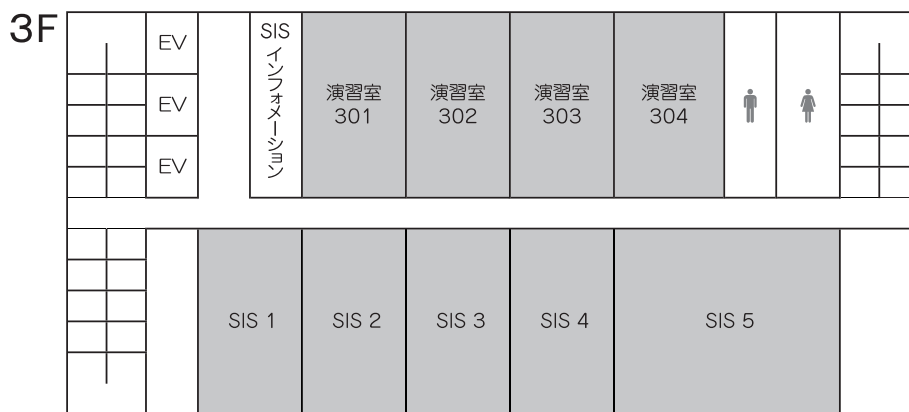 3F
EV
EV
EV
SIS
インフォメーション
演習室
301
演習室
302
演習室
303
演習室
304
SIS 1
SIS 2
SIS 3
SIS 4
SIS 5